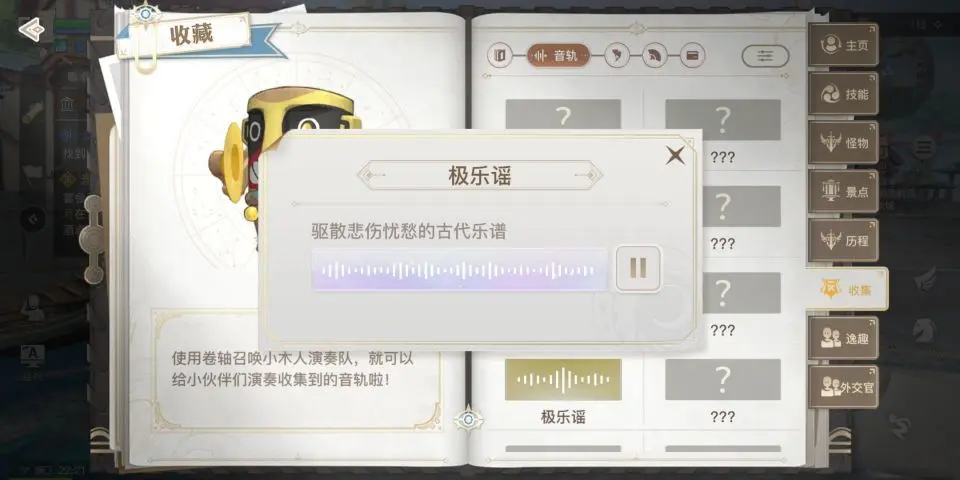 收藏
音轨
?
?
???
?
???
?
???
极乐谣
?
???
极乐谣
驱散悲伤忧愁的古代乐谱
使用卷轴召唤小木人演奏队，就可以
给小伙伴们演奏收集到的音轨啦！
主页
技能
怪物
景点
历程
收集
逸趣
外交官